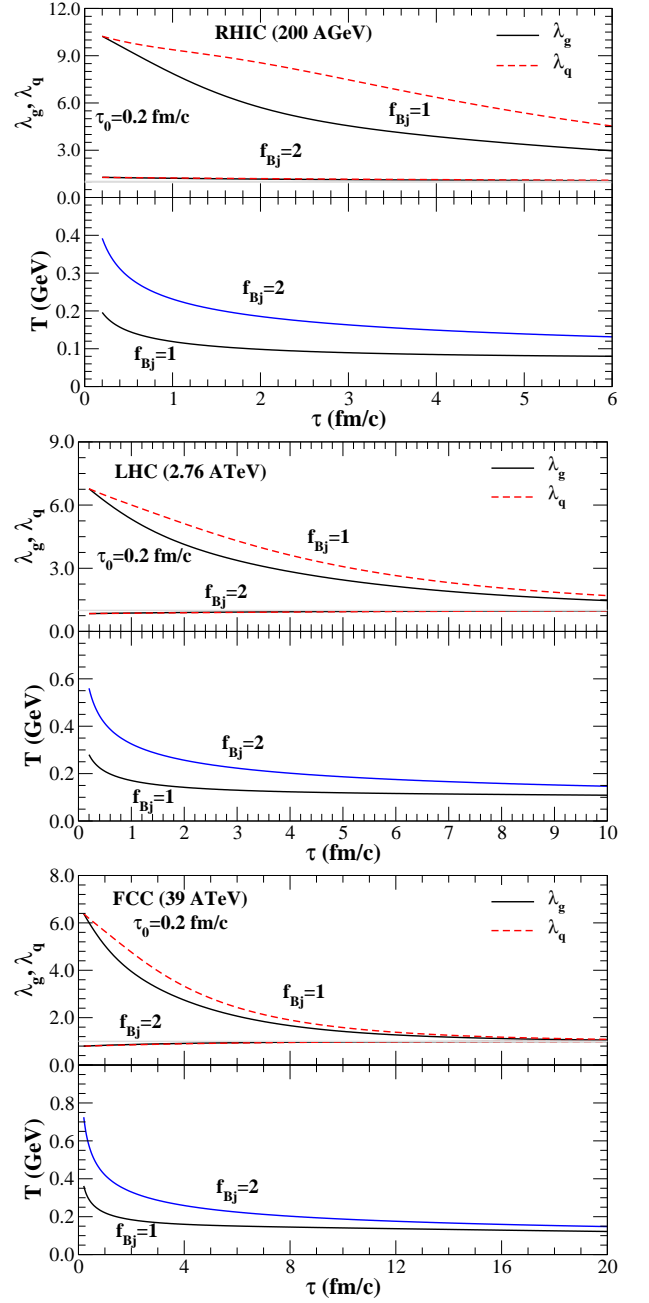 12.0
RHIC (200 AGeV)
λg
λq
9.0
λg, λq
6.0
τ0=0.2 fm/c
fBj=1
3.0
fBj=2
0.0
0.4
0.3
T (GeV)
0.2
fBj=2
0.1
fBj=1
0
0 1 2 3 4 5 6
τ (fm/c)
9.0
LHC (2.76 ATeV)
λg
λq
6.0
λg, λq
fBj=1
τ0=0.2 fm/c
3.0
fBj=2
0.0
0.6
T (GeV)
0.4
fBj=2
0.2
fBj=1
0.0
0 1 2 3 4 5 6 7 8 9 10
τ (fm/c)
8.0
FCC (39 ATeV)
λg
τ0=0.2 fm/c
λq
6.0
λg, λq
4.0
fBj=1
2.0
fBj=2
0.0
0.8
0.6
T (GeV)
0.4
fBj=2
0.2
fBj=1
0.0
0 4 8 12 16 20
τ (fm/c)